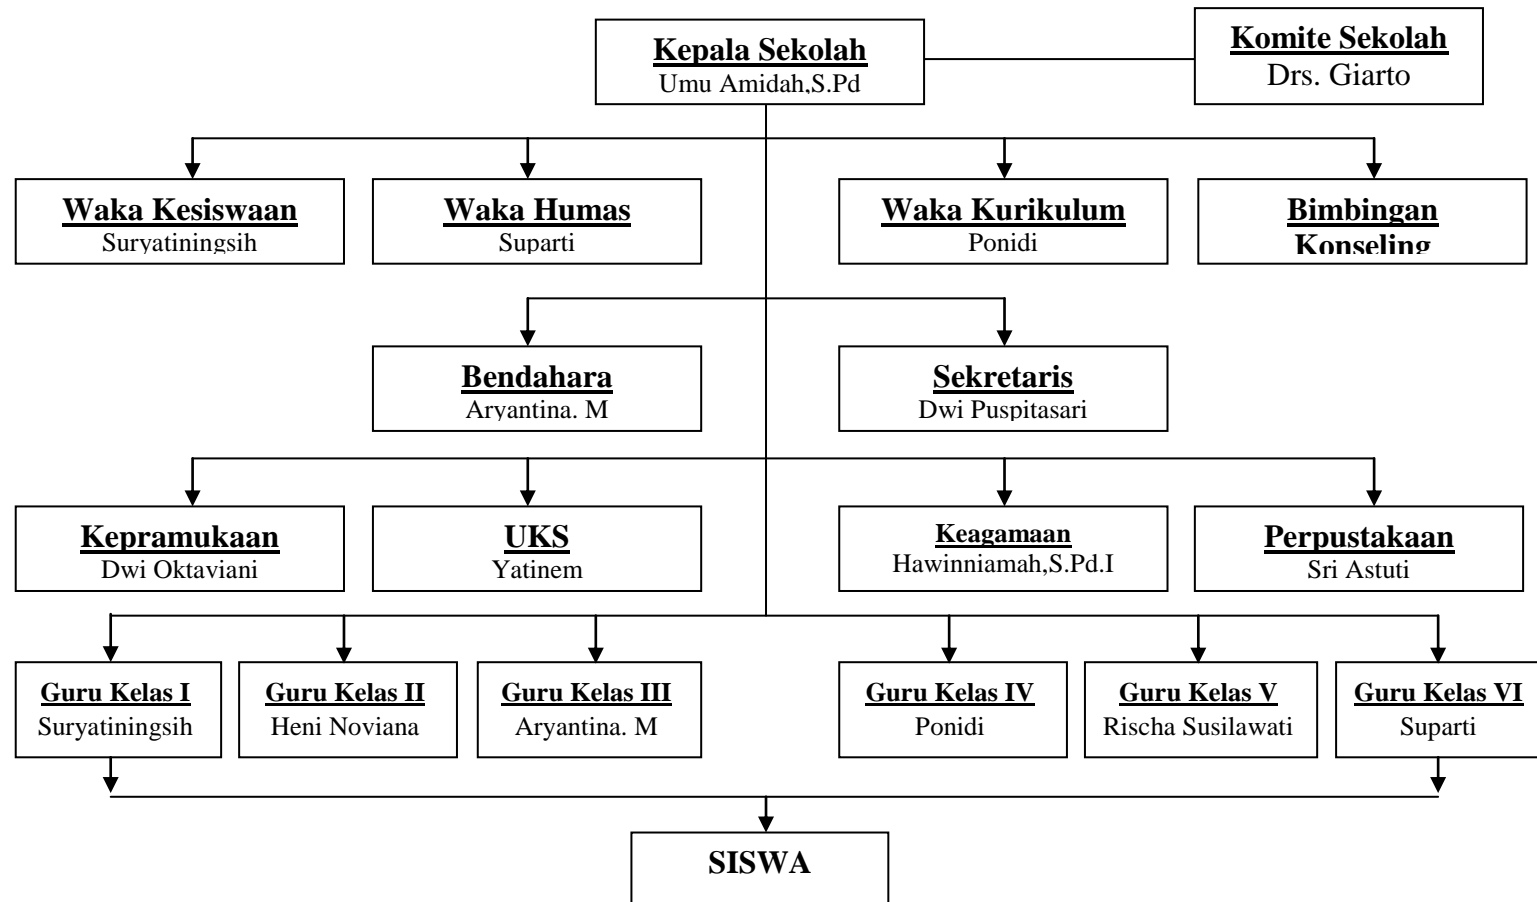 Kepala Sekolah
Umu Amidah,S.Pd
Komite Sekolah
Drs. Giarto
Waka Kesiswaan
Suryatiningsih
Waka Humas
Suparti
Waka Kurikulum
Ponidi
Bimbingan
Konseling
Bendahara
Aryantina. M
Sekretaris
Dwi Puspitasari
Kepramukaan
Dwi Oktaviani
UKS
Yatinem
Keagamaan
Hawinniamah,S.Pd.I
Perpustakaan
Sri Astuti
Guru Kelas I
Suryatiningsih
Guru Kelas II
Heni Noviana
Guru Kelas III
Aryantina. M
Guru Kelas IV
Ponidi
Guru Kelas V
Rischa Susilawati
Guru Kelas VI
Suparti
SISWA